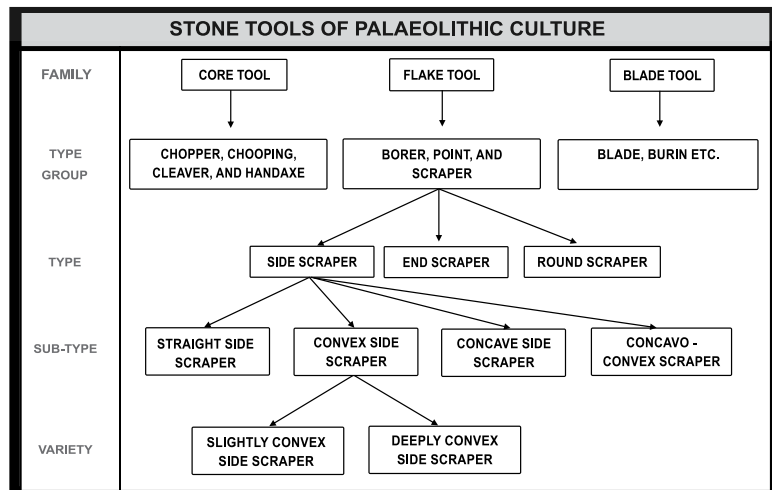 STONE TOOLS OF PALAEOLITHIC CULTURE
FAMILY
CORE TOOL
FLAKE TOOL
BLADE TOOL
TYPE
GROUP
CHOPPER, CHOOPING,
CLEAVER, AND HANDAXE
BORER, POINT, AND
SCRAPER
BLADE, BURIN ETC.
TYPE
SIDE SCRAPER
END SCRAPER
ROUND SCRAPER
SUB-TYPE
STRAIGHT SIDE
SCRAPER
CONVEX SIDE
SCRAPER
CONCAVE SIDE
SCRAPER
CONCAVO -
CONVEX SCRAPER
VARIETY
SLIGHTLY CONVEX
SIDE SCRAPER
DEEPLY CONVEX
SIDE SCRAPER